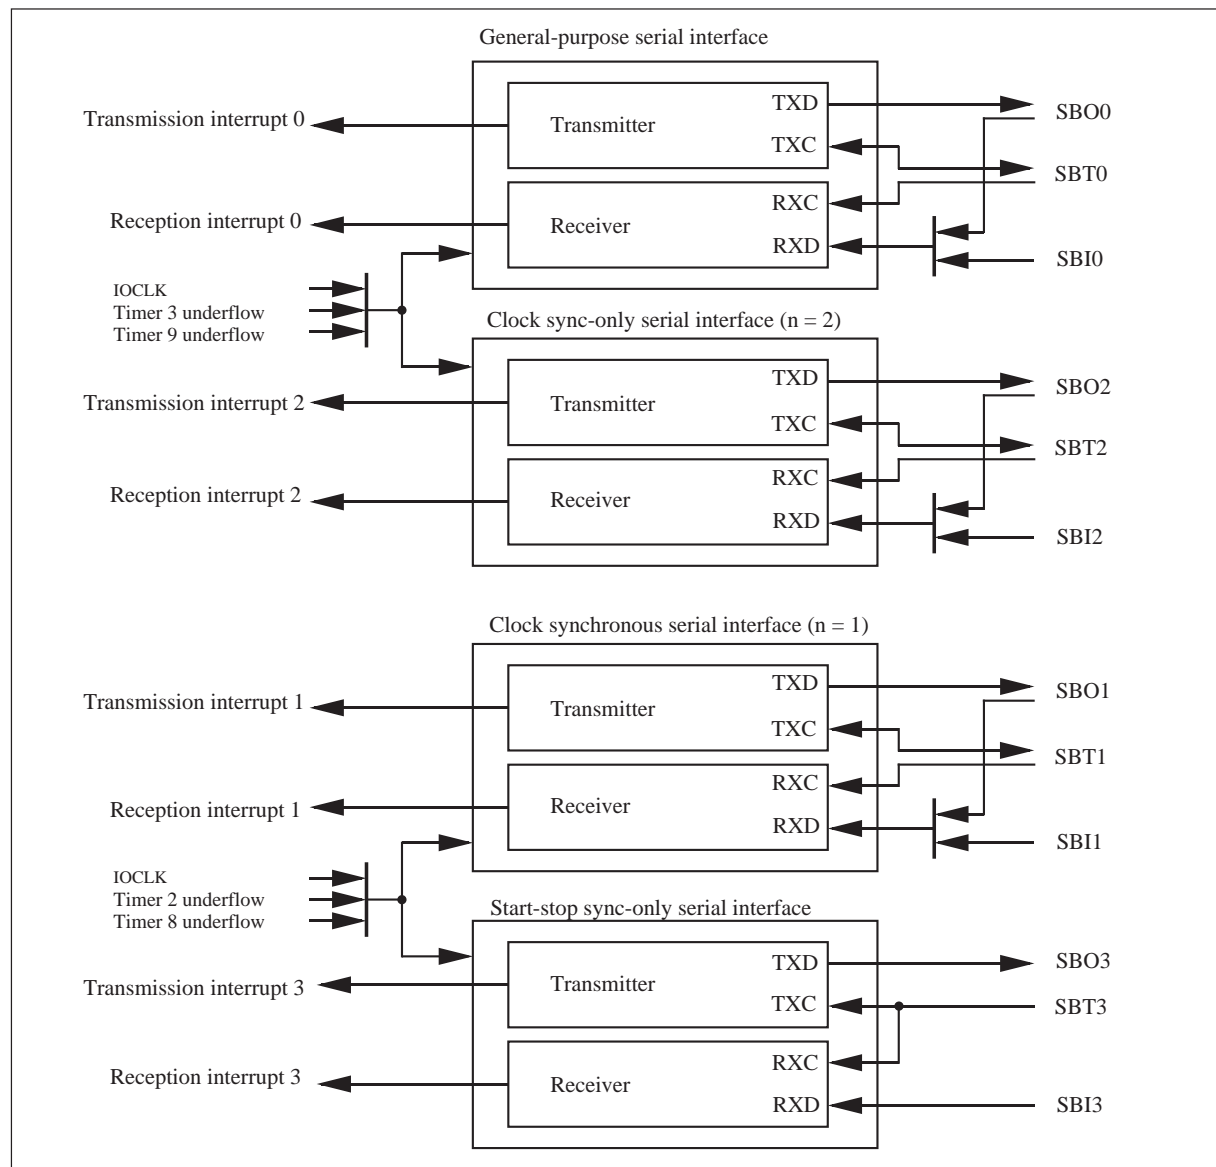 General-purpose serial interface
Transmission interrupt 0
Transmitter
TXD
TXC
SBO0
SBT0
Reception interrupt 0
Receiver
RXC
RXD
SBI0
IOCLK
Timer 3 underflow
Timer 9 underflow
Clock sync-only serial interface (n = 2)
Transmission interrupt 2
Transmitter
TXD
TXC
SBO2
SBT2
Reception interrupt 2
Receiver
RXC
RXD
SBI2
Clock synchronous serial interface (n = 1)
Transmission interrupt 1
Transmitter
TXD
TXC
SBO1
SBT1
Reception interrupt 1
Receiver
RXC
RXD
SBI1
IOCLK
Timer 2 underflow
Timer 8 underflow
Start-stop sync-only serial interface
Transmission interrupt 3
Transmitter
TXD
TXC
SBO3
SBT3
Reception interrupt 3
Receiver
RXC
RXD
SBI3